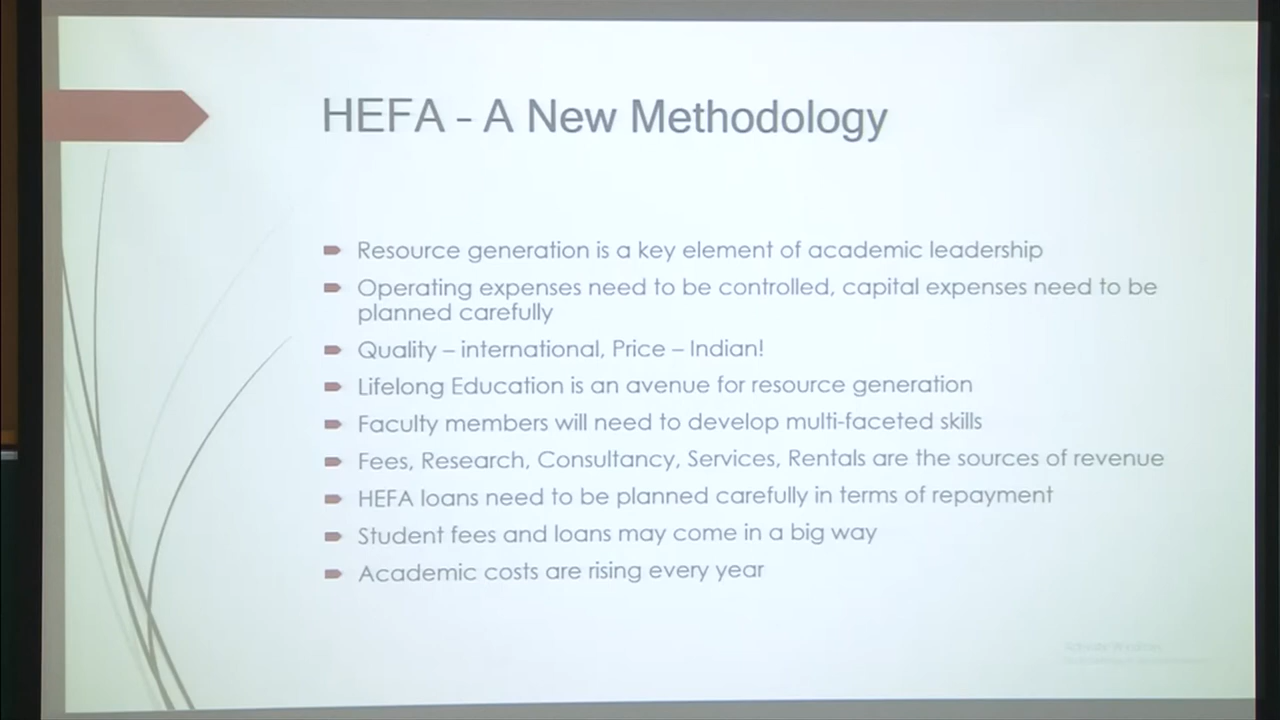 HEFA – A New Methodology
Resource generation is a key element of academic leadership
Operating expenses need to be controlled, capital expenses need to be
planned carefully
Quality – international, Price – Indian!
Lifelong Education is an avenue for resource generation
Faculty members will need to develop multi-faceted skills
Fees, Research, Consultancy, Services, Rentals are the sources of revenue
HEFA loans need to be planned carefully in terms of repayment
Student fees and loans may come in a big way
Academic costs are rising every year